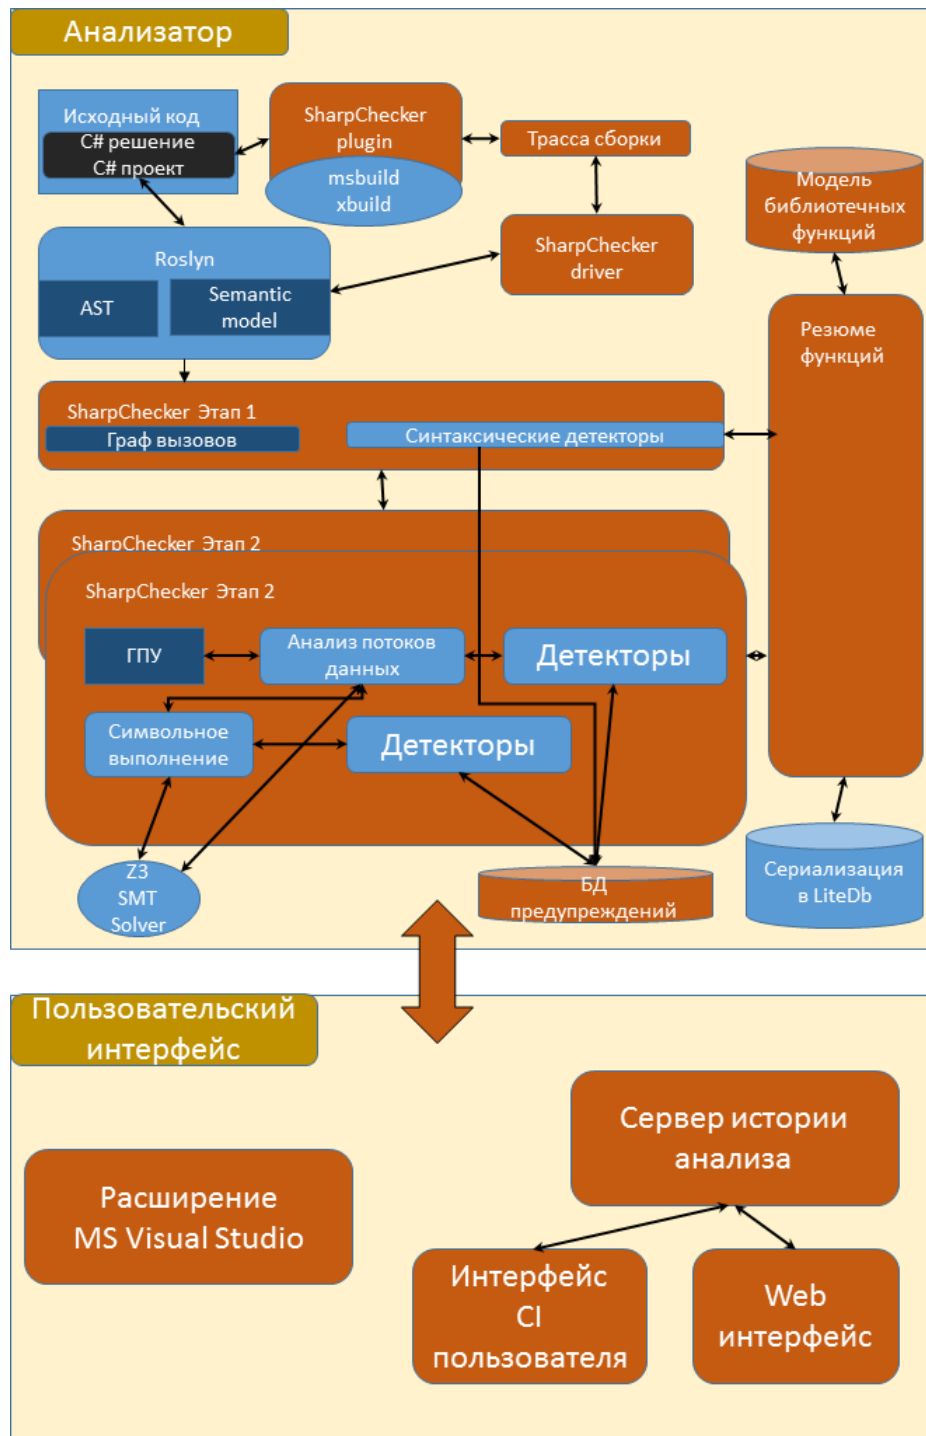 Анализатор
Исходный код
C# решение
C# проект
SharpChecker
plugin
msbuild
xbuild
Трасса сборки
Модель
библиотечных
функций
Roslyn
AST
Semantic
model
SharpChecker
driver
Резюме
функций
SharpChecker Этап 1
Граф вызовов
Синтаксические детекторы
SharpChecker Этап 2
SharpChecker Этап 2
ГПУ
Анализ потоков
данных
Детекторы
Символьное
выполнение
Детекторы
Z3
SMT
Solver
БД
предупреждений
Сериализация
в LiteDb
Пользовательский
интерфейс
Сервер истории
анализа
Расширение
MS Visual Studio
Интерфейс
CI
пользователя
Web
интерфейс